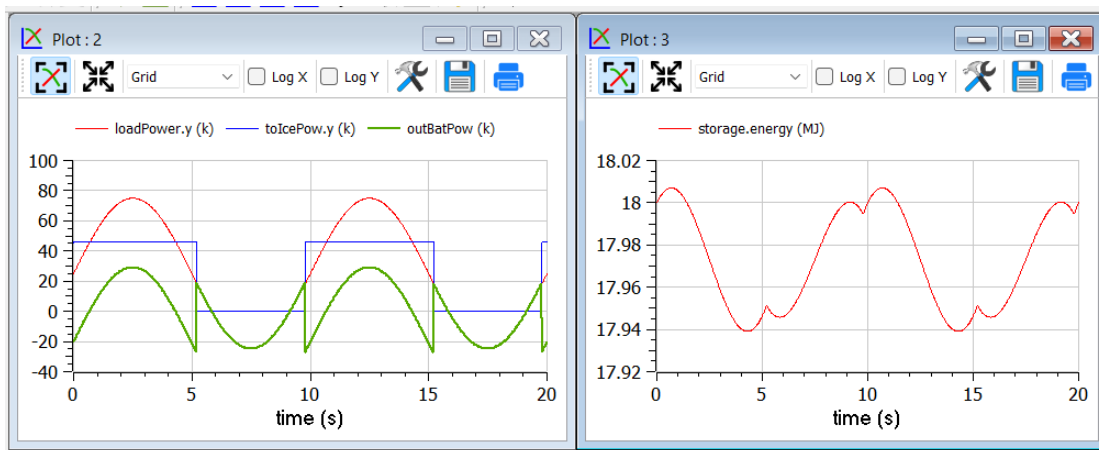 Plot : 2
Grid
Log X
Log Y
loadPower.y (k)
toIcePow.y (k)
outBatPow (k)
100
80
60
40
20
0
-20
-40
0
5
10
15
20
time (s)
Plot : 3
Grid
Log X
Log Y
storage.energy (MJ)
18.02
18
17.98
17.96
17.94
17.92
0
5
10
15
20
time (s)